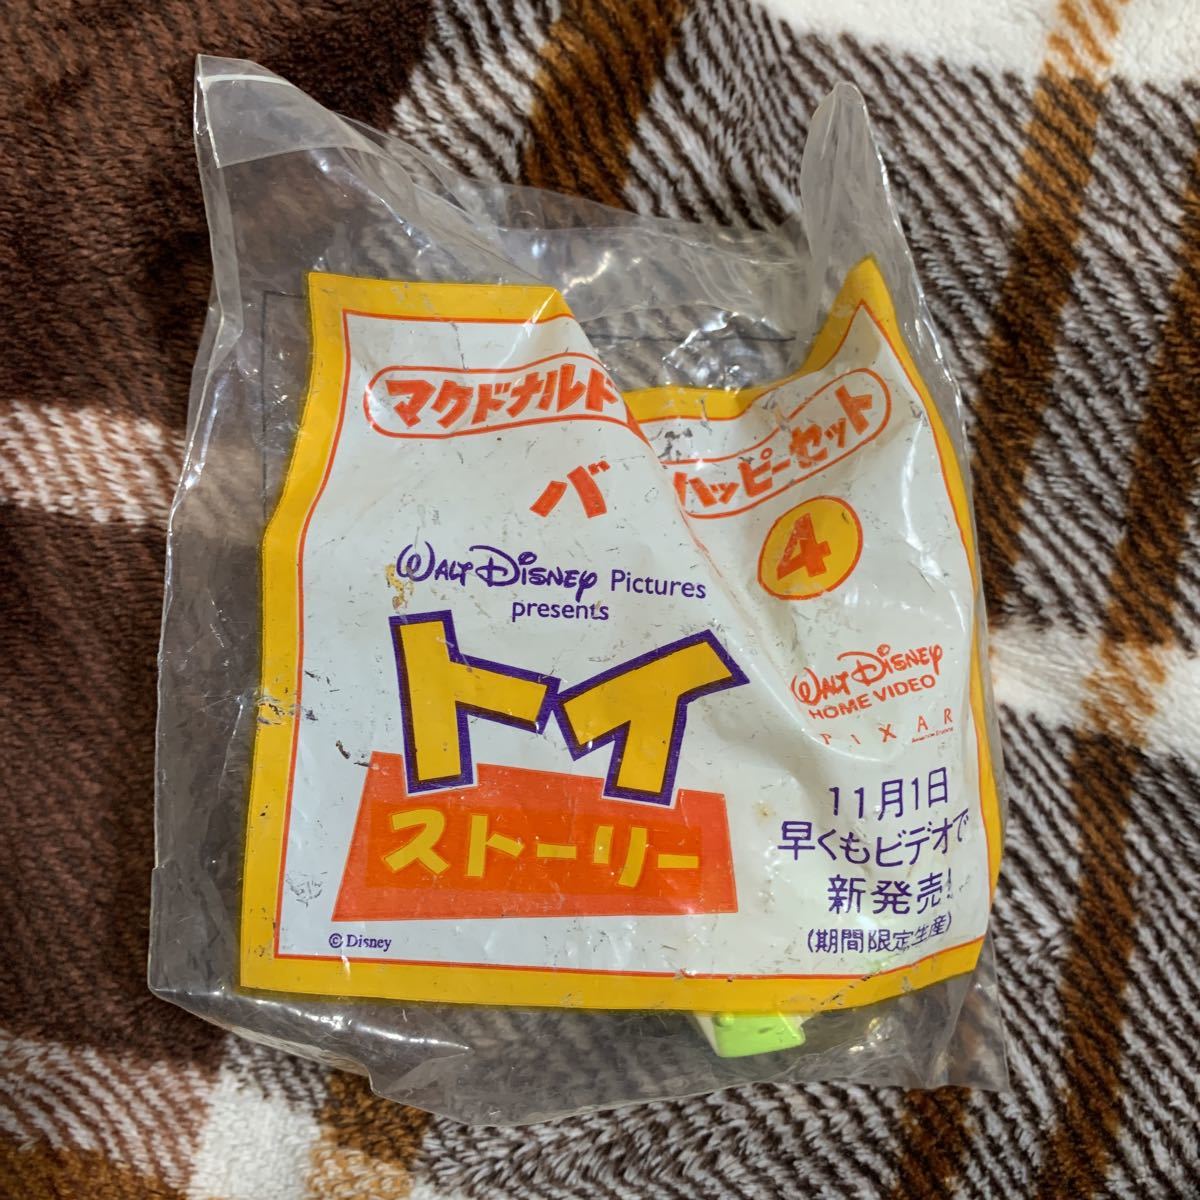 マクドナルド ハッピーセット
バ
4
WALT DISNEY Pictures
presents
トイ
ストーリー
© Disney
WALT DISNEY
HOME VIDEO
PIXAR
11月1日
早くもビデオで
新発売!
(期間限定生産)